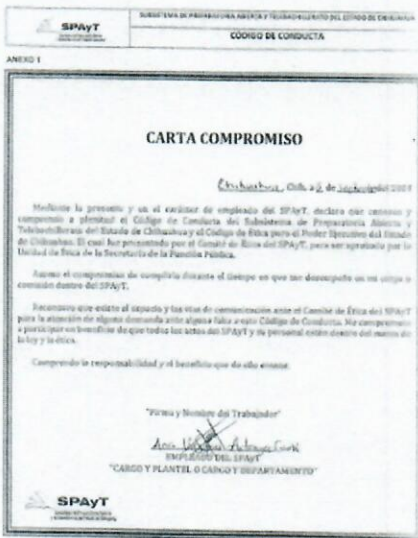 SPAyT
SUBSISTEMA DE PREPARATORIA ABIERTA Y TELEBACHILLERATO DEL ESTADO DE CHIHUAHUA
CÓDIGO DE CONDUCTA
ANEXO 1
CARTA COMPROMISO
Chihuahua, Chih. a 2 de septiembre del
Mediante la presente y en el carácter de empleado del SPAyT, declaro que conozco y
comprendo a plenitud el Código de Conducta del Subsistema de Preparatoria Abierta y
Telebachillerato del Estado de Chihuahua y el Código de Ética para el Poder Ejecutivo del Estado
de Chihuahua. El cual fue presentado por el Comité de Ética del SPAyT, para ser aprobado por la
Unidad de Ética de la Secretaría de la Función Pública.
Asumo el compromiso de cumplirlo durante el tiempo en que me desempeñe en mi cargo o
comisión dentro del SPAyT.
Reconozco que existe el espacio y las vías de comunicación ante el Comité de Ética del SPAyT
para la atención de alguna demanda ante alguna falta a este Código de Conducta. Me comprometo
a participar en beneficio de que todos los actos del SPAyT y su personal estén dentro del marco de
la ley y la ética.
Comprendo la responsabilidad y el beneficio que de ello emana.
"Firma y Nombre del Trabajador"
Ana
EMPLEADO DEL SPAyT
"CARGO Y PLANTEL O CARGO Y DEPARTAMENTO"
SPAyT